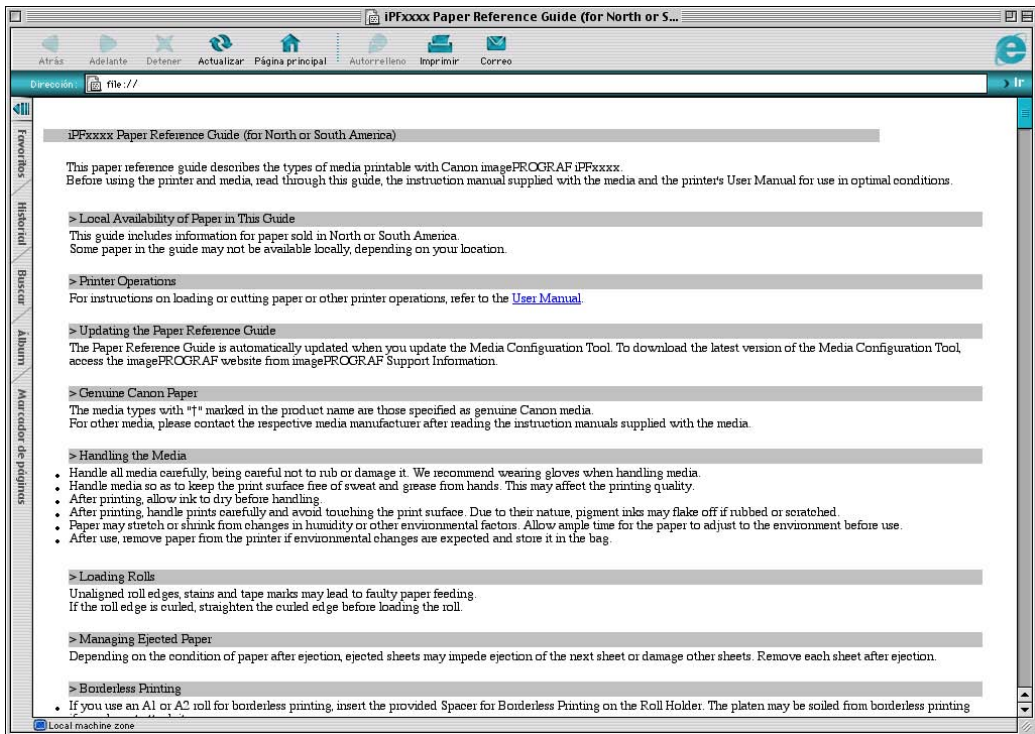 iPFxxxx Paper Reference Guide (for North or S...
Atrás Adelante Detener Actualizar Página principal Autorrelleno Imprimir Correo
Dirección: file:// Ir
Favoritos
Historial
Buscar
Álbum
Marcador de páginas
iPFxxxx Paper Reference Guide (for North or South America)
This paper reference guide describes the types of media printable with Canon imagePROGRAF iPFxxxx.
Before using the printer and media, read through this guide, the instruction manual supplied with the media and the printer's User Manual for use in optimal conditions.
> Local Availability of Paper in This Guide
This guide includes information for paper sold in North or South America.
Some paper in the guide may not be available locally, depending on your location.
> Printer Operations
For instructions on loading or cutting paper or other printer operations, refer to the User Manual.
> Updating the Paper Reference Guide
The Paper Reference Guide is automatically updated when you update the Media Configuration Tool. To download the latest version of the Media Configuration Tool,
access the imagePROGRAF website from imagePROGRAF Support Information.
> Genuine Canon Paper
The media types with "†" marked in the product name are those specified as genuine Canon media.
For other media, please contact the respective media manufacturer after reading the instruction manuals supplied with the media.
> Handling the Media
• Handle all media carefully, being careful not to rub or damage it. We recommend wearing gloves when handling media.
• Handle media so as to keep the print surface free of sweat and grease from hands. This may affect the printing quality.
• After printing, allow ink to dry before handling.
• After printing, handle prints carefully and avoid touching the print surface. Due to their nature, pigment inks may flake off if rubbed or scratched.
• Paper may stretch or shrink from changes in humidity or other environmental factors. Allow ample time for the paper to adjust to the environment before use.
• After use, remove paper from the printer if environmental changes are expected and store it in the bag.
> Loading Rolls
Unaligned roll edges, stains and tape marks may lead to faulty paper feeding.
If the roll edge is curled, straighten the curled edge before loading the roll.
> Managing Ejected Paper
Depending on the condition of paper after ejection, ejected sheets may impede ejection of the next sheet or damage other sheets. Remove each sheet after ejection.
> Borderless Printing
• If you use an A1 or A2 roll for borderless printing, insert the provided Spacer for Borderless Printing on the Roll Holder. The platen may be soiled from borderless printing
Local machine zone